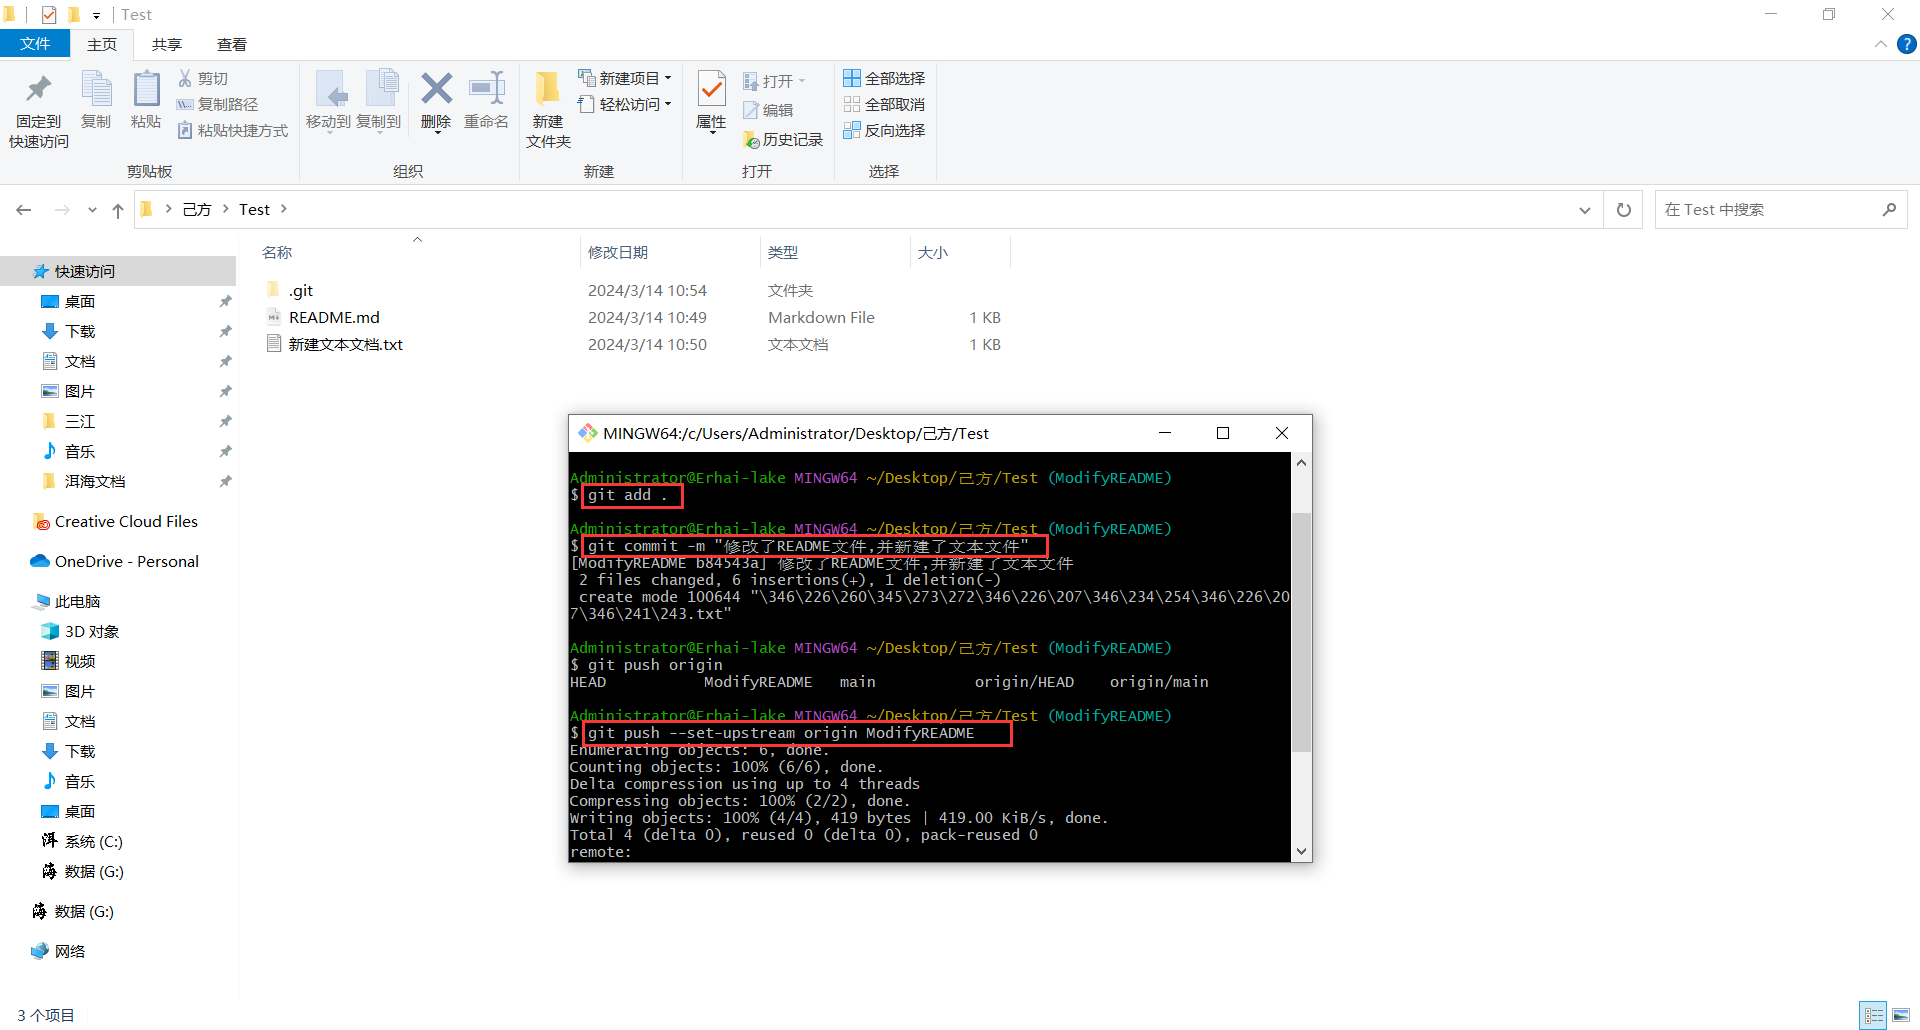 Test
文件 主页 共享 查看
固定到
快速访问
复制
粘贴
剪切
复制路径
粘贴快捷方式
剪贴板
移动到 复制到
删除 重命名
组织
新建
文件夹
新建项目
轻松访问
新建
属性
打开
编辑
历史记录
打开
全部选择
全部取消
反向选择
选择
己方 Test
在 Test 中搜索
名称 修改日期 类型 大小
.git 2024/3/14 10:54 文件夹
README.md 2024/3/14 10:49 Markdown File 1 KB
新建文本文档.txt 2024/3/14 10:50 文本文档 1 KB
快速访问
桌面
下载
文档
图片
三江
音乐
洱海文档
Creative Cloud Files
OneDrive - Personal
此电脑
3D 对象
视频
图片
文档
下载
音乐
桌面
系统 (C:)
数据 (G:)
数据 (G:)
网络
3 个项目
MINGW64:/c/Users/Administrator/Desktop/己方/Test
Administrator@Erhai-lake MINGW64 ~/Desktop/己方/Test (ModifyREADME)
$ git add .
Administrator@Erhai-lake MINGW64 ~/Desktop/己方/Test (ModifyREADME)
$ git commit -m "修改了README文件,并新建了文本文件"
[ModifyREADME b84543a] 修改了README文件,并新建了文本文件
2 files changed, 6 insertions(+), 1 deletion(-)
create mode 100644 "\346\226\260\345\273\272\346\226\207\346\234\254\346\226\20
7\346\241\243.txt"
Administrator@Erhai-lake MINGW64 ~/Desktop/己方/Test (ModifyREADME)
$ git push origin
HEAD ModifyREADME main origin/HEAD origin/main
Administrator@Erhai-lake MINGW64 ~/Desktop/己方/Test (ModifyREADME)
$ git push --set-upstream origin ModifyREADME
Enumerating objects: 6, done.
Counting objects: 100% (6/6), done.
Delta compression using up to 4 threads
Compressing objects: 100% (2/2), done.
Writing objects: 100% (4/4), 419 bytes | 419.00 KiB/s, done.
Total 4 (delta 0), reused 0 (delta 0), pack-reused 0
remote: